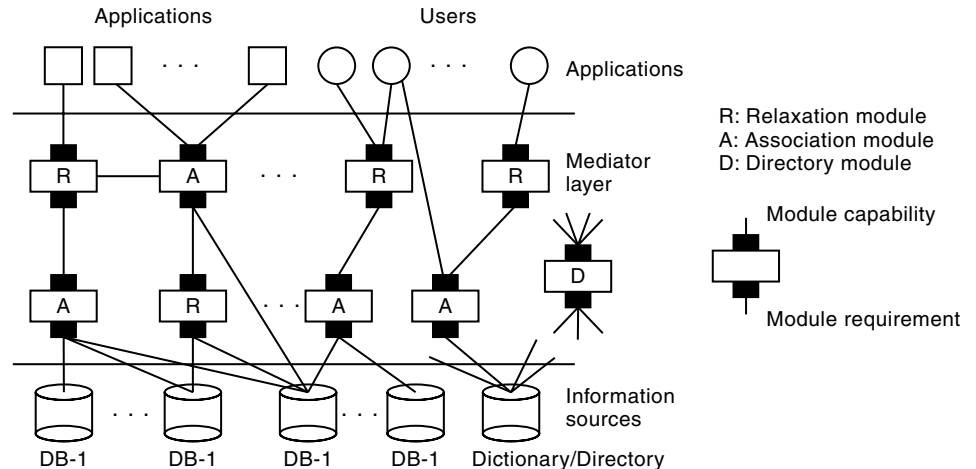 Applications
Users
. . .
. . .
Applications
R: Relaxation module
A: Association module
D: Directory module
R
A
. . .
R
R
Mediator
layer
Module capability
D
A
R
. . .
A
A
Module requirement
. . .
. . .
Information
sources
DB-1
DB-1
DB-1
DB-1
Dictionary/Directory